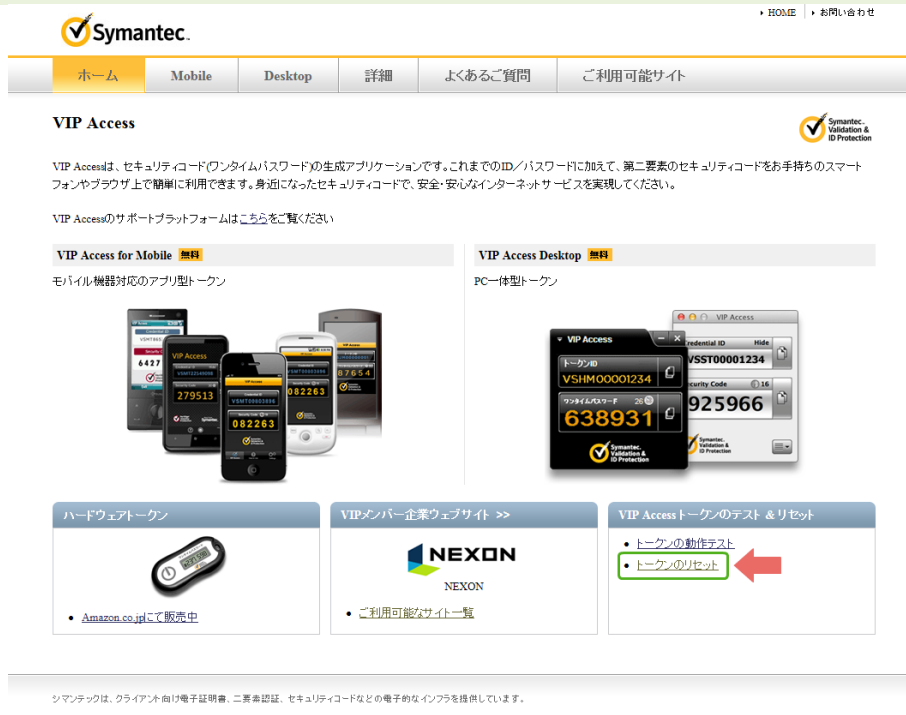 HOME
お問い合わせ
Symantec.
ホーム
Mobile
Desktop
詳細
よくあるご質問
ご利用可能サイト
VIP Access
Symantec.
Validation &
ID Protection
VIP Accessは、セキュリティコード(ワンタイムパスワード)の生成アプリケーションです。これまでのID／パスワードに加えて、第二要素のセキュリティコードをお手持ちのスマート
フォンやブラウザ上で簡単に利用できます。身近になったセキュリティコードで、安全・安心なインターネットサービスを実現してください。
VIP Accessのサポートプラットフォームはこちらをご覧ください
VIP Access for Mobile 無料
モバイル機器対応のアプリ型トークン
VIP Access
279513
082263
082263
87654
6427
VIP Access Desktop 無料
PC一体型トークン
VIP Access
トークンID
VSHM00001234
ワンタイムパスワード 26
638931
Symantec.
Validation &
ID Protection
VIP Access
redential ID Hide
VSST00001234
ecurity Code 16
925966
Symantec.
Validation &
ID Protection
ハードウェアトークン
Amazon.co.jpにて販売中
VIPメンバー企業ウェブサイト >>
NEXON
NEXON
ご利用可能なサイト一覧
VIP Accessトークンのテスト & リセット
トークンの動作テスト
トークンのリセット
シマンテックは、クライアント向け電子証明書、二要素認証、セキュリティコードなどの電子的なインフラを提供しています。